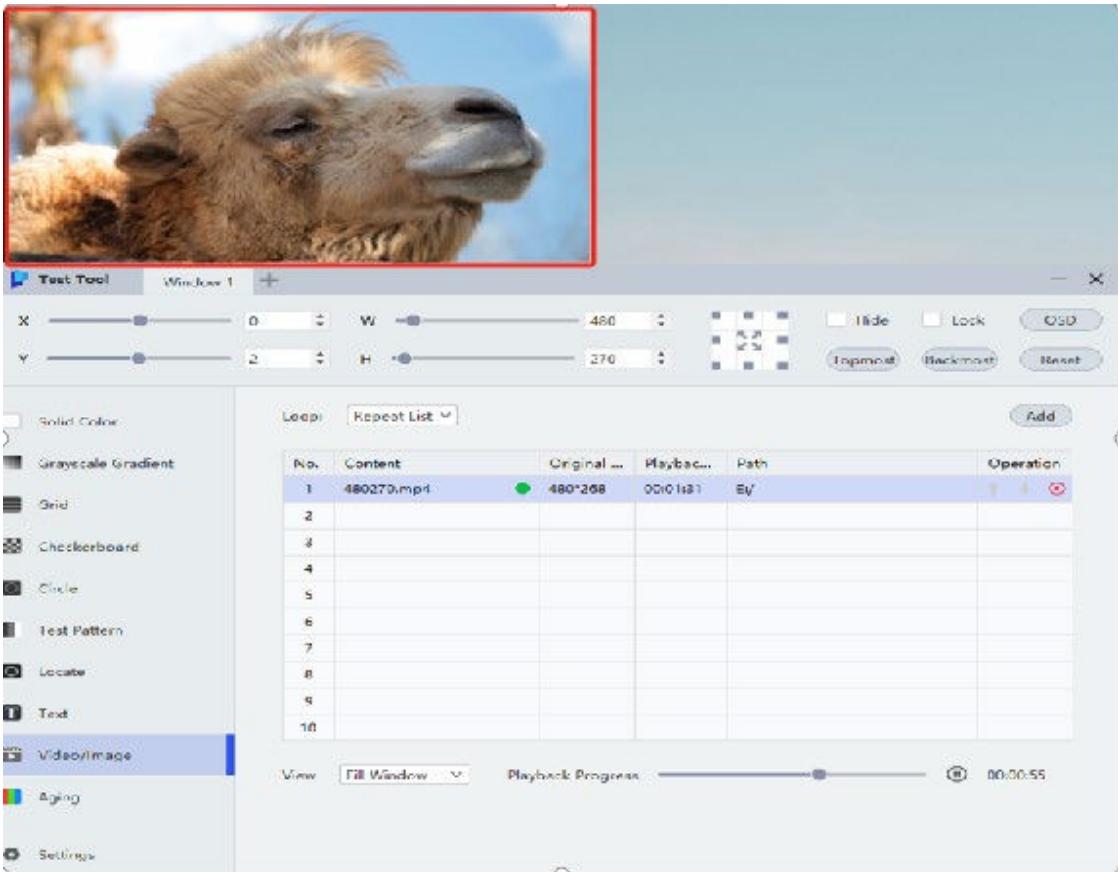 Test Tool Window 1
X 0 W 480 Hide Lock OSD
Y 2 H 270 Topmost Backmost Reset
Solid Color
Grayscale Gradient
Grid
Checkerboard
Circle
Test Pattern
Locate
Text
Video/Image
Aging
Settings
Loop: Repeat List Add
No. Content Original ... Playbac... Path Operation
1 480270.mp4 480*268 00:01:31 E:/
2
3
4
5
6
7
8
9
10
View Fill Window Playback Progress 00:00:55